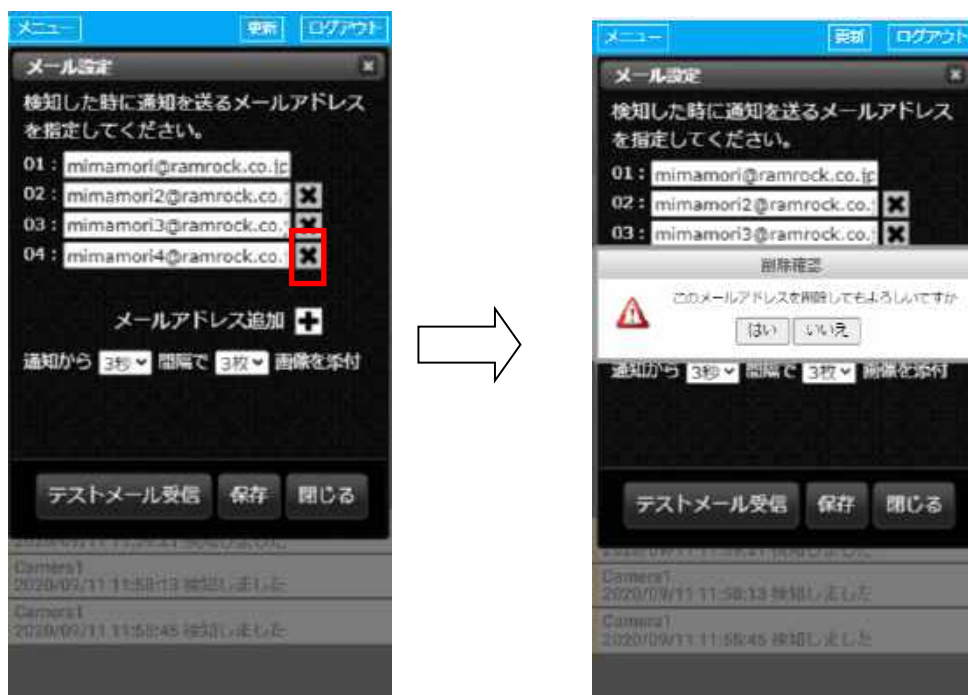 メニュー 更新 ログアウト
メール設定
検知した時に通知を送るメールアドレス
を指定してください。
01 : mimamori@ramrock.co.jp
02 : mimamori2@ramrock.co.
03 : mimamori3@ramrock.co.
04 : mimamori4@ramrock.co.
メールアドレス追加
通知から 3秒 間隔で 3枚 画像を添付
テストメール受信 保存 閉じる
Camera1
2020/09/11 11:58:13 検知しました
Camera1
2020/09/11 11:55:45 検知しました
メニュー 更新 ログアウト
メール設定
検知した時に通知を送るメールアドレス
を指定してください。
01 : mimamori@ramrock.co.jp
02 : mimamori2@ramrock.co.
03 : mimamori3@ramrock.co.
削除確認
このメールアドレスを削除してもよろしいですか
はい いいえ
通知から 3秒 間隔で 3枚 画像を添付
テストメール受信 保存 閉じる
Camera1
2020/09/11 11:58:13 検知しました
Camera1
2020/09/11 11:55:45 検知しました